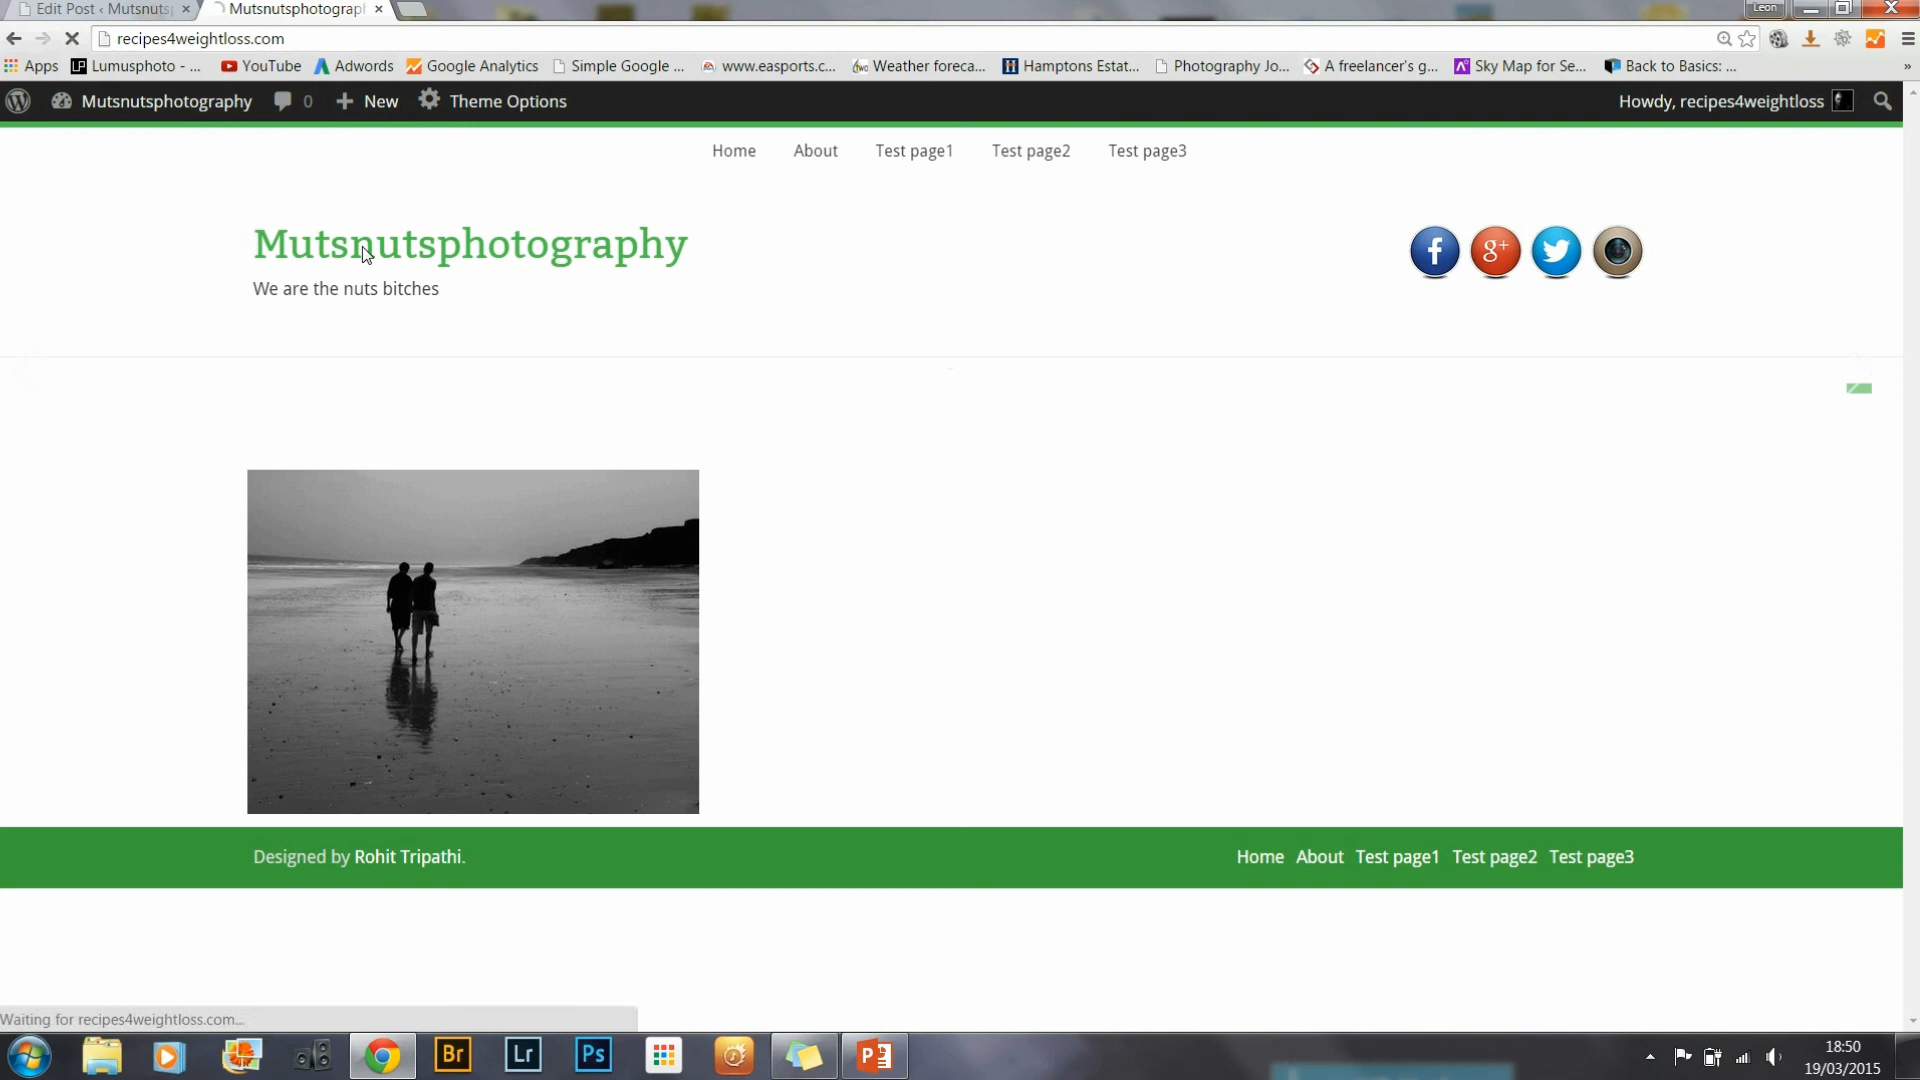 Edit Post ‹ Mutsnuts
Mutsnutsphotograp
Leon
recipes4weightloss.com
Apps
Lumusphoto - ...
YouTube
Adwords
Google Analytics
Simple Google ...
www.easports.c...
Weather foreca...
Hamptons Estat...
Photography Jo...
A freelancer's g...
Sky Map for Se...
Back to Basics: ...
»
Mutsnutsphotography
0
New
Theme Options
Howdy, recipes4weightloss
Home
About
Test page1
Test page2
Test page3
Mutsnutsphotography
We are the nuts bitches
f
g+
Designed by Rohit Tripathi.
Home About Test page1 Test page2 Test page3
Waiting for recipes4weightloss.com...
Br
Lr
Ps
P
18:50
19/03/2015